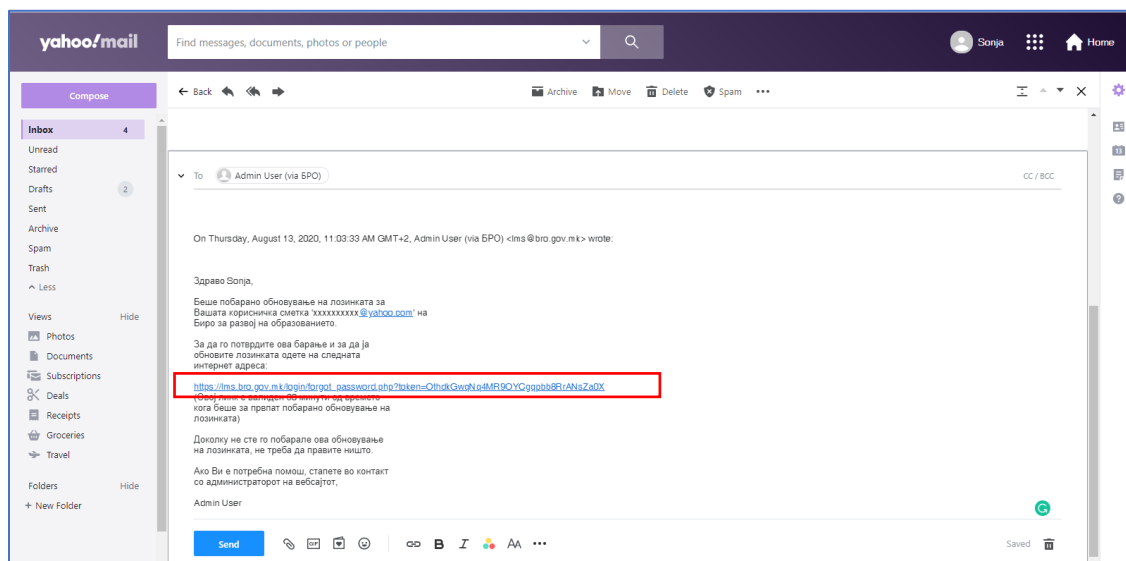 yahoo!mail
Find messages, documents, photos or people
Sonja
Home
Compose
Back
Archive Move Delete Spam
Inbox 4
Unread
Starred
Drafts 2
Sent
Archive
Spam
Trash
Less
Views Hide
Photos
Documents
Subscriptions
Deals
Receipts
Groceries
Travel
Folders Hide
+ New Folder
13
To Admin User (via БРО) CC / BCC
On Thursday, August 13, 2020, 11:03:33 AM GMT+2, Admin User (via БРО) <lms@bro.gov.mk> wrote:
Здраво Sonja,
Беше побарано обновување на лозинката за
Вашата корисничка сметка 'xxxxxxxxxx@yahoo.com' на
Биро за развој на образованието.
За да го потврдите ова барање и за да ја
обновите лозинката одете на следната
интернет адреса:
https://lms.bro.gov.mk/login/forgot_password.php?token=OthdkGwqNq4MR9OYCgqpbb8RrANsZa0X
(Овој линк е валиден минути од времето
кога беше за првпат побарано обновување на
лозинката)
Доколку не сте го побарале ова обновување
на лозинката, не треба да правите ништо.
Ако Ви е потребна помош, стапете во контакт
со администраторот на вебсајтот,
Admin User
Send GIF B I AA Saved